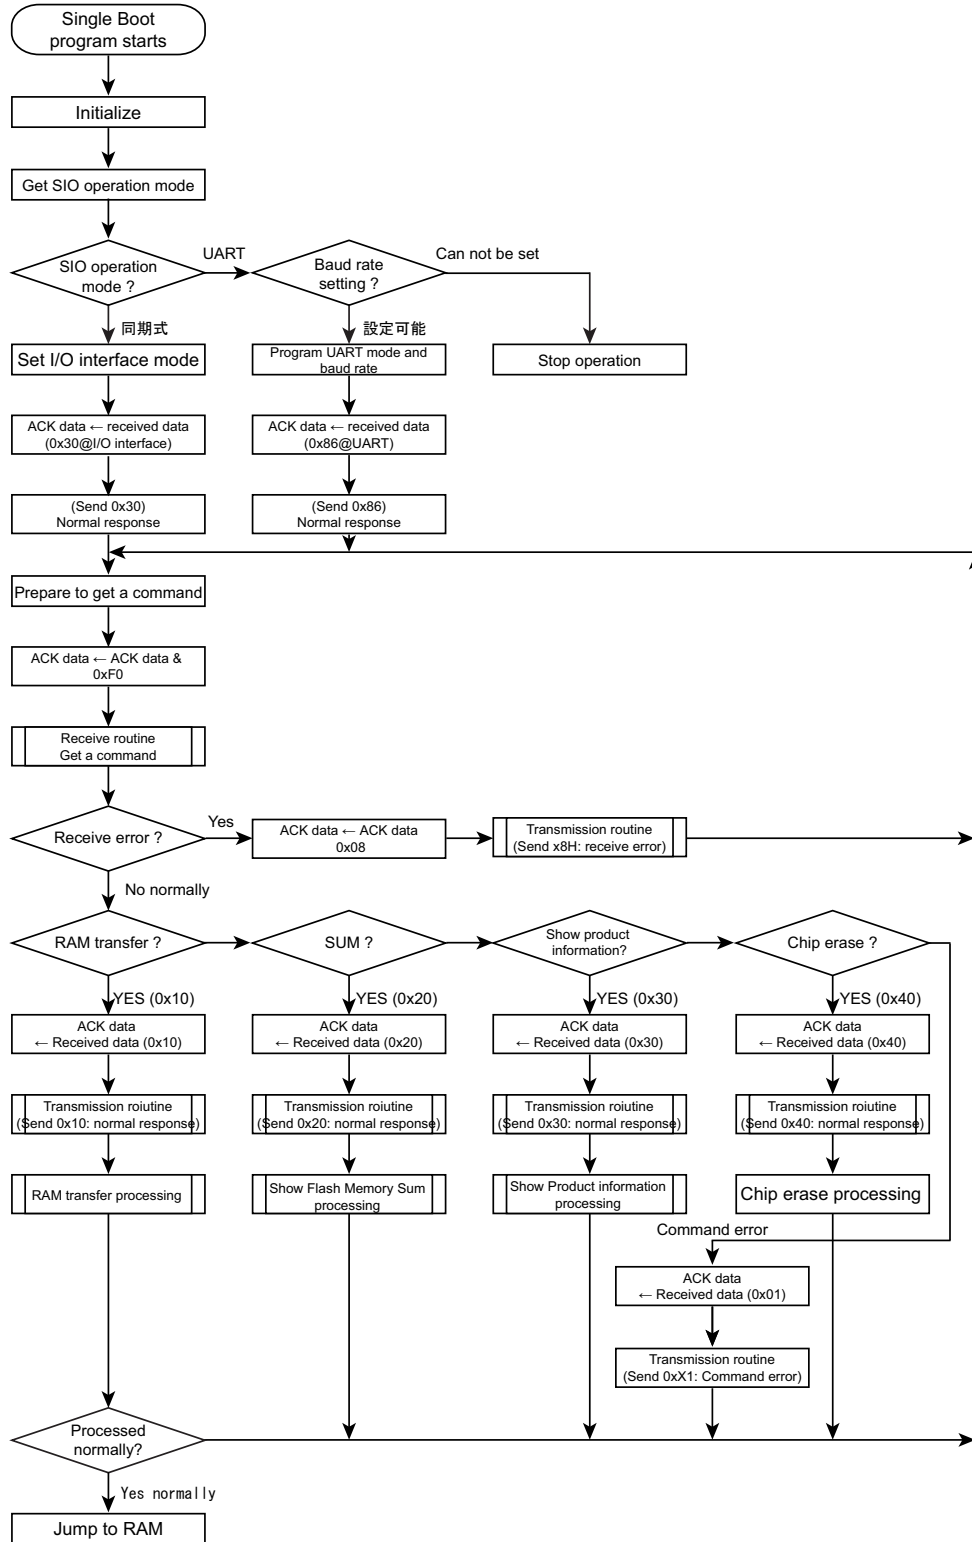 Single Boot
program starts
Initialize
Get SIO operation mode
SIO operation
mode ?
UART
Baud rate
setting ?
Can not be set
同期式
設定可能
Set I/O interface mode
Program UART mode and
baud rate
Stop operation
ACK data ← received data
(0x30@I/O interface)
ACK data ← received data
(0x86@UART)
(Send 0x30)
Normal response
(Send 0x86)
Normal response
Prepare to get a command
ACK data ← ACK data &
0xF0
Receive routine
Get a command
Receive error ?
Yes
ACK data ← ACK data
0x08
Transmission routine
(Send x8H: receive error)
No normally
RAM transfer ?
SUM ?
Show product
information?
Chip erase ?
YES (0x10)
YES (0x20)
YES (0x30)
YES (0x40)
ACK data
← Received data (0x10)
ACK data
← Received data (0x20)
ACK data
← Received data (0x30)
ACK data
← Received data (0x40)
Transmission roiutine
(Send 0x10: normal response)
Transmission roiutine
(Send 0x20: normal response)
Transmission roiutine
(Send 0x30: normal response)
Transmission roiutine
(Send 0x40: normal response)
RAM transfer processing
Show Flash Memory Sum
processing
Show Product information
processing
Chip erase processing
Command error
ACK data
← Received data (0x01)
Transmission routine
(Send 0xX1: Command error)
Processed
normally?
Yes normally
Jump to RAM